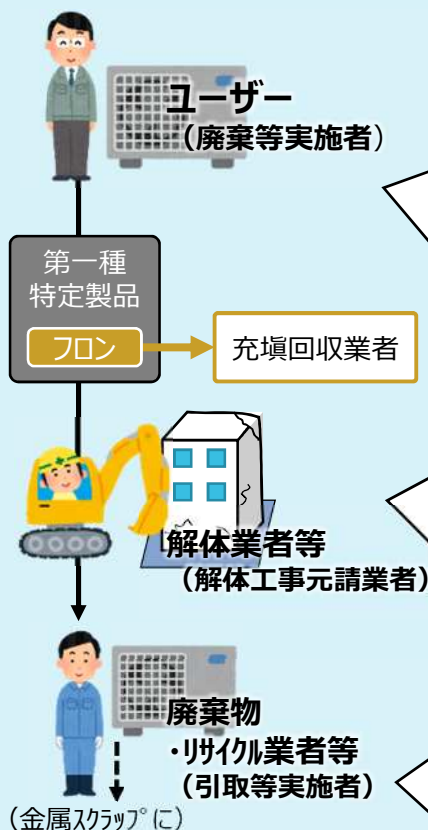 ユーザー
（廃棄等実施者）
第一種
特定製品
フロン
充塡回収業者
解体業者等
（解体工事元請業者）
廃棄物
・ﾘｻｲｸﾙ業者等
（引取等実施者）
（金属ｽｸﾗｯﾌﾟに）